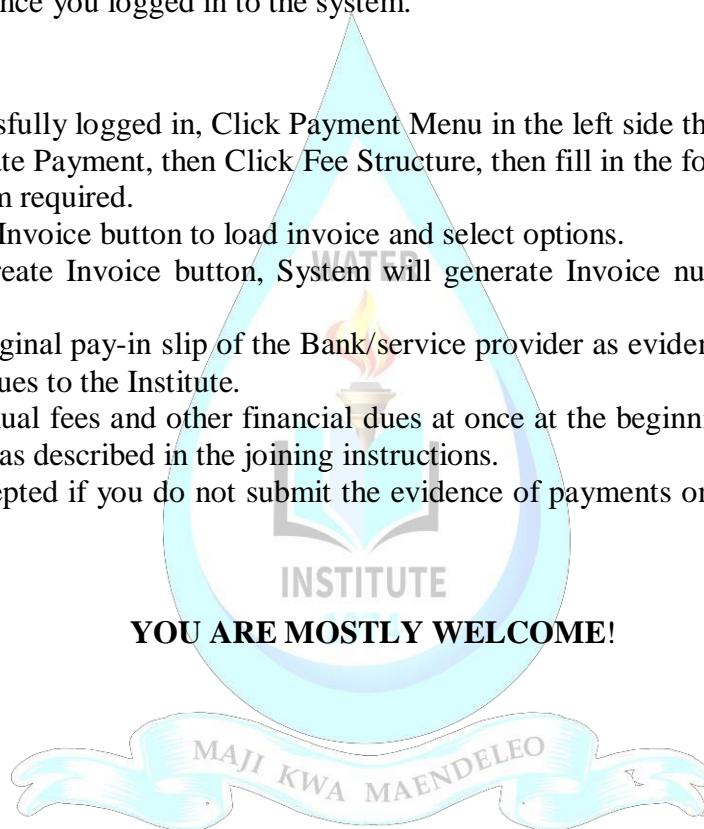 nce you logged in to the system.
sfully logged in, Click Payment Menu in the left side th
ate Payment, then Click Fee Structure, then fill in the fo
m required.
Invoice button to load invoice and select options.
reate Invoice button, System will generate Invoice nu
WATER
ginal pay-in slip of the Bank/service provider as eviden
ues to the Institute.
nual fees and other financial dues at once at the beginni
as described in the joining instructions.
epted if you do not submit the evidence of payments or
INSTITUTE
YOU ARE MOSTLY WELCOME!
MAJI KWA MAENDELEO